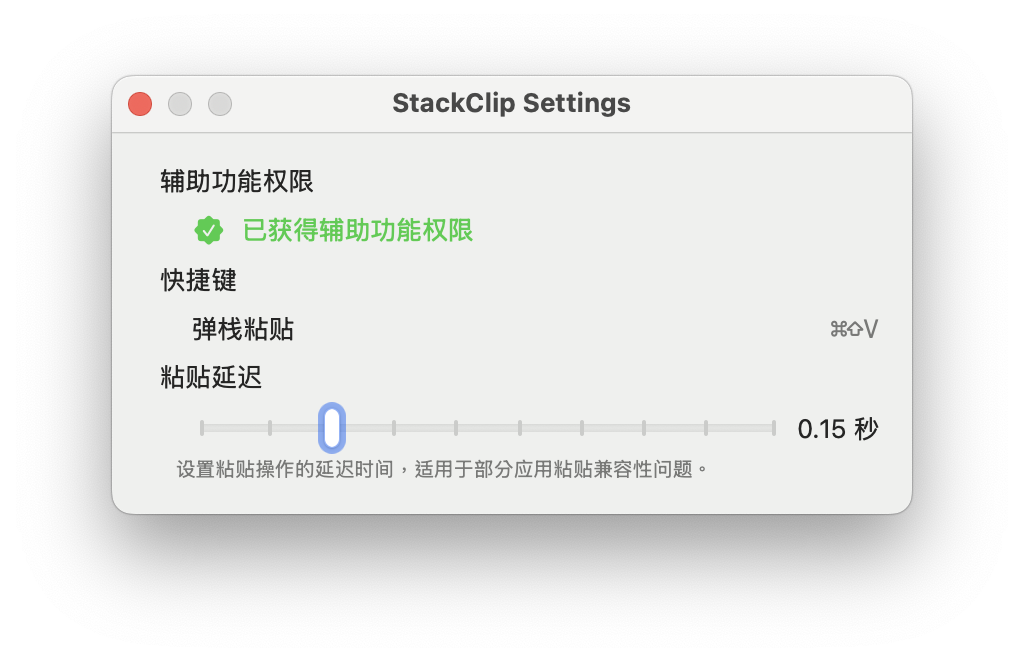 StackClip Settings
辅助功能权限
已获得辅助功能权限
快捷键
弹栈粘贴 ⌘⇧V
粘贴延迟
0.15 秒
设置粘贴操作的延迟时间，适用于部分应用粘贴兼容性问题。